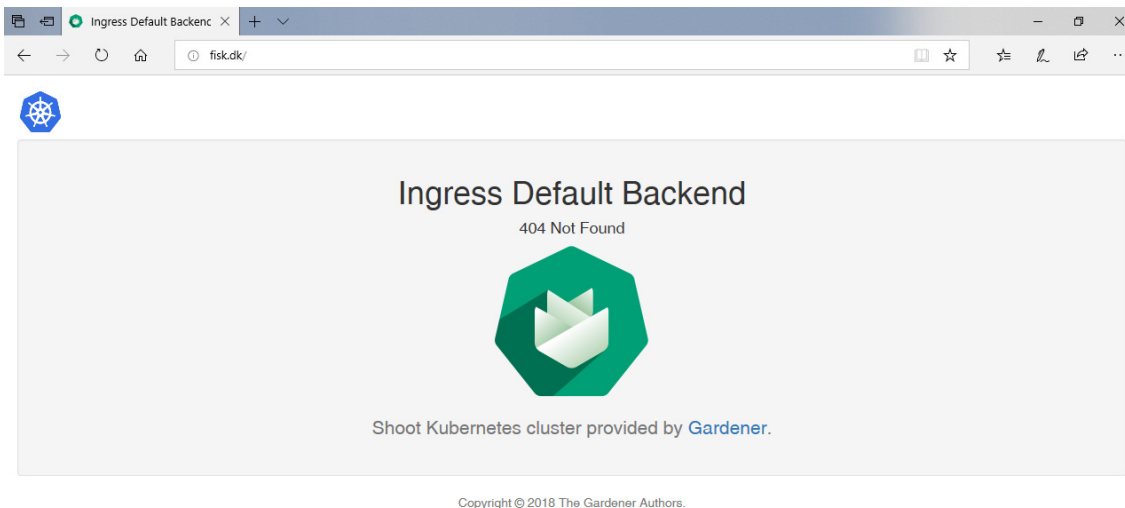 Ingress Default Backenc
fisk.dk/
Ingress Default Backend
404 Not Found
Shoot Kubernetes cluster provided by Gardener.
Copyright © 2018 The Gardener Authors.